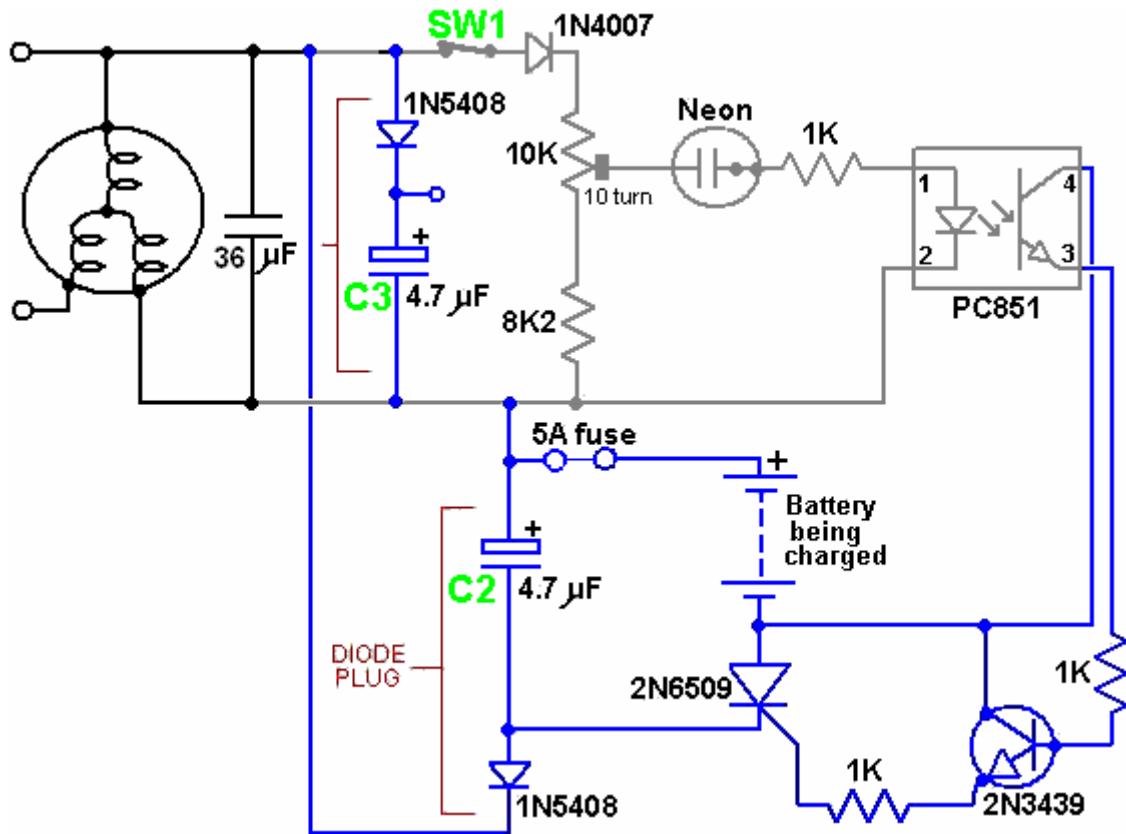 SW1
1N4007
1N5408
Neon
1K
10K
10 turn
1
4
2
3
PC851
36 µF
+
C3
4.7 µF
8K2
5A fuse
+
Battery
being
charged
+
C2
4.7 µF
DIODE
PLUG
2N6509
1K
1K
1N5408
2N3439